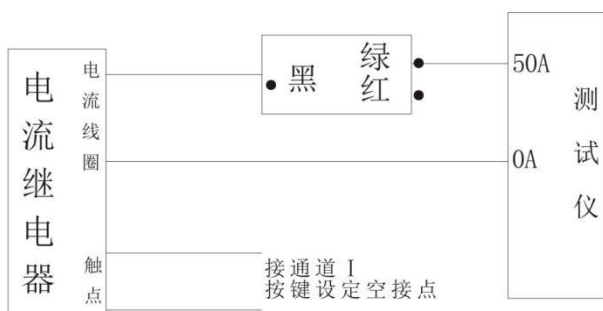 电流继电器
电流线圈
触点
黑
绿
红
50A
0A
测试仪
接通道 I
按键设定空接点